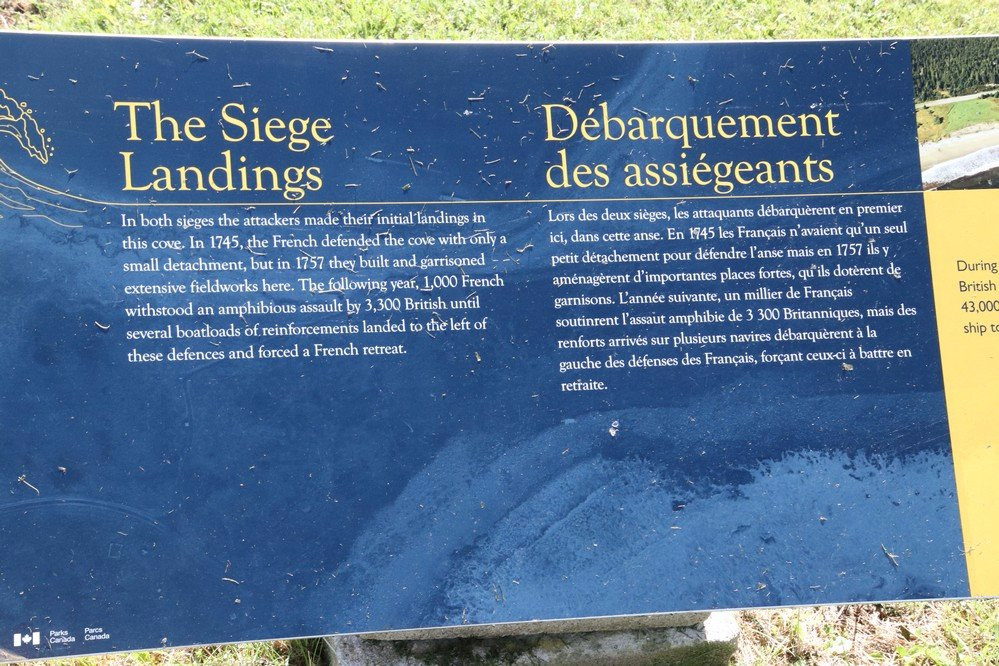 The Siege
Landings
In both sieges the attackers made their initial landings in
this cove. In 1745, the French defended the cove with only a
small detachment, but in 1757 they built and garrisoned
extensive fieldworks here. The following year, 1,000 French
withstood an amphibious assault by 3,300 British until
several boatloads of reinforcements landed to the left of
these defences and forced a French retreat.
Débarquement
des assiégeants
Lors des deux sièges, les attaquants débarquèrent en premier
ici, dans cette anse. En 1745 les Français n'avaient qu'un seul
petit détachement pour défendre l'anse mais en 1757 ils y
aménagèrent d'importantes places fortes, qu'ils dotèrent de
garnisons. L'année suivante, un millier de Français
soutinrent l'assaut amphibie de 3 300 Britanniques, mais des
renforts arrivés sur plusieurs navires débarquèrent à la
gauche des défenses des Français, forçant ceux-ci à battre en
retraite.
During
British
43,000
ship to
Parks Canada
Parcs Canada